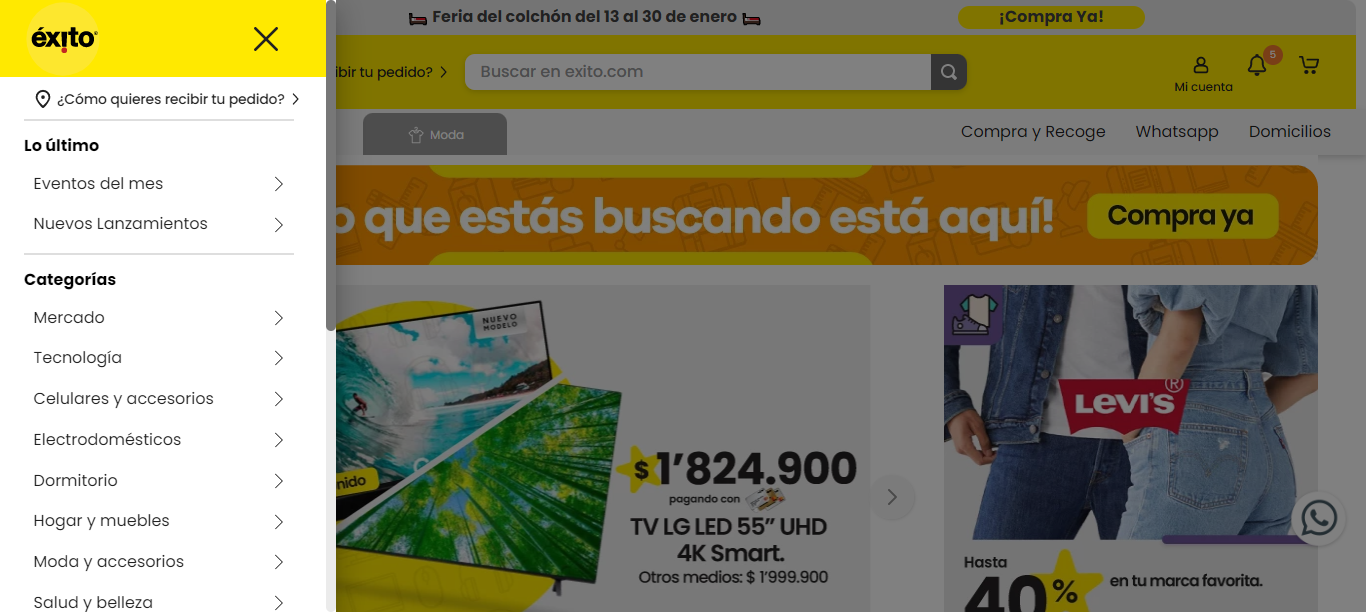 🛏️ Feria del colchón del 13 al 30 de enero 🛏️
¡Compra Ya!
éxito
ibir tu pedido?
Buscar en exito.com
Mi cuenta
5
¿Cómo quieres recibir tu pedido?
Moda
Compra y Recoge
Whatsapp
Domicilios
Lo último
Eventos del mes
Nuevos Lanzamientos
Categorías
Mercado
Tecnología
Celulares y accesorios
Electrodomésticos
Dormitorio
Hogar y muebles
Moda y accesorios
Salud y belleza
o que estás buscando está aquí!
Compra ya
NUEVO
MODELO
nido
$1’824.900
pagando con
TV LG LED 55” UHD
4K Smart.
Otros medios: $ 1’999.900
LEVI'S
®
Hasta
40%
en tu marca favorita.